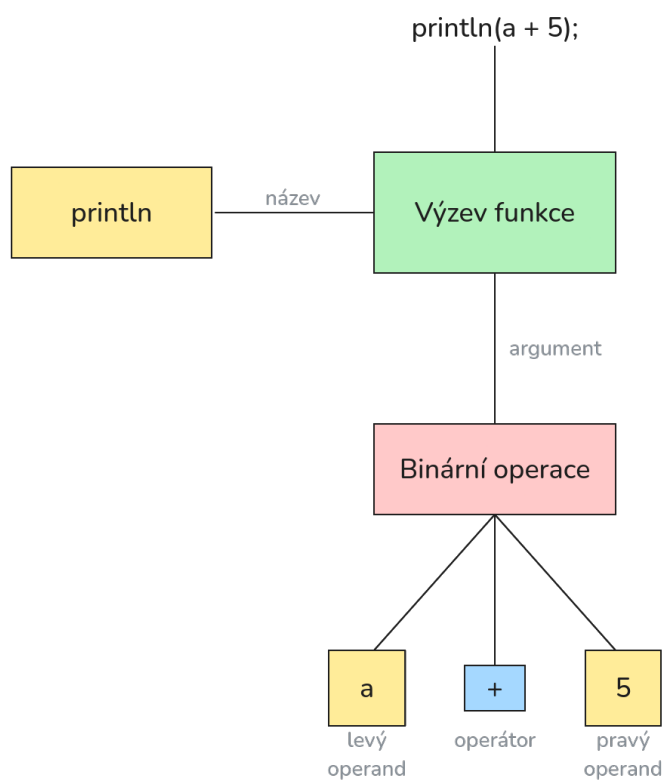 println(a + 5);
println
název
Výzev funkce
argument
Binární operace
a
+
5
levý
operand
operátor
pravý
operand